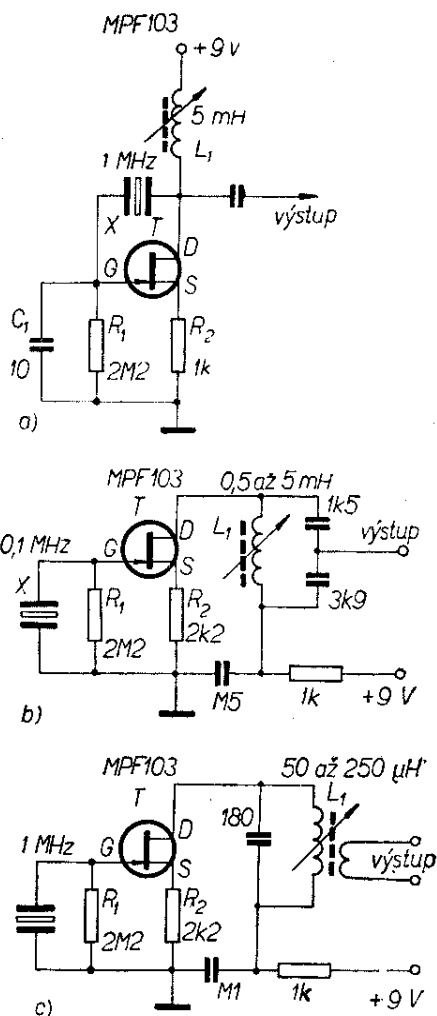 MPF103
+9V
5 mH
L₁
1 MHz
X
T
D
G
S
výstup
C₁
10
R₁
2M2
R₂
1k
a)
MPF103
T
0,5 až 5 mH
1k5
L₁
D
výstup
0,1 MHz
G
S
X
R₁
2M2
R₂
2k2
3k9
M5
1k
+9 V
b)
MPF103
T
50 až 250 µH
L₁
180
D
1 MHz
G
S
výstup
R₁
2M2
R₂
2k2
M1
1k
+9 V
c)